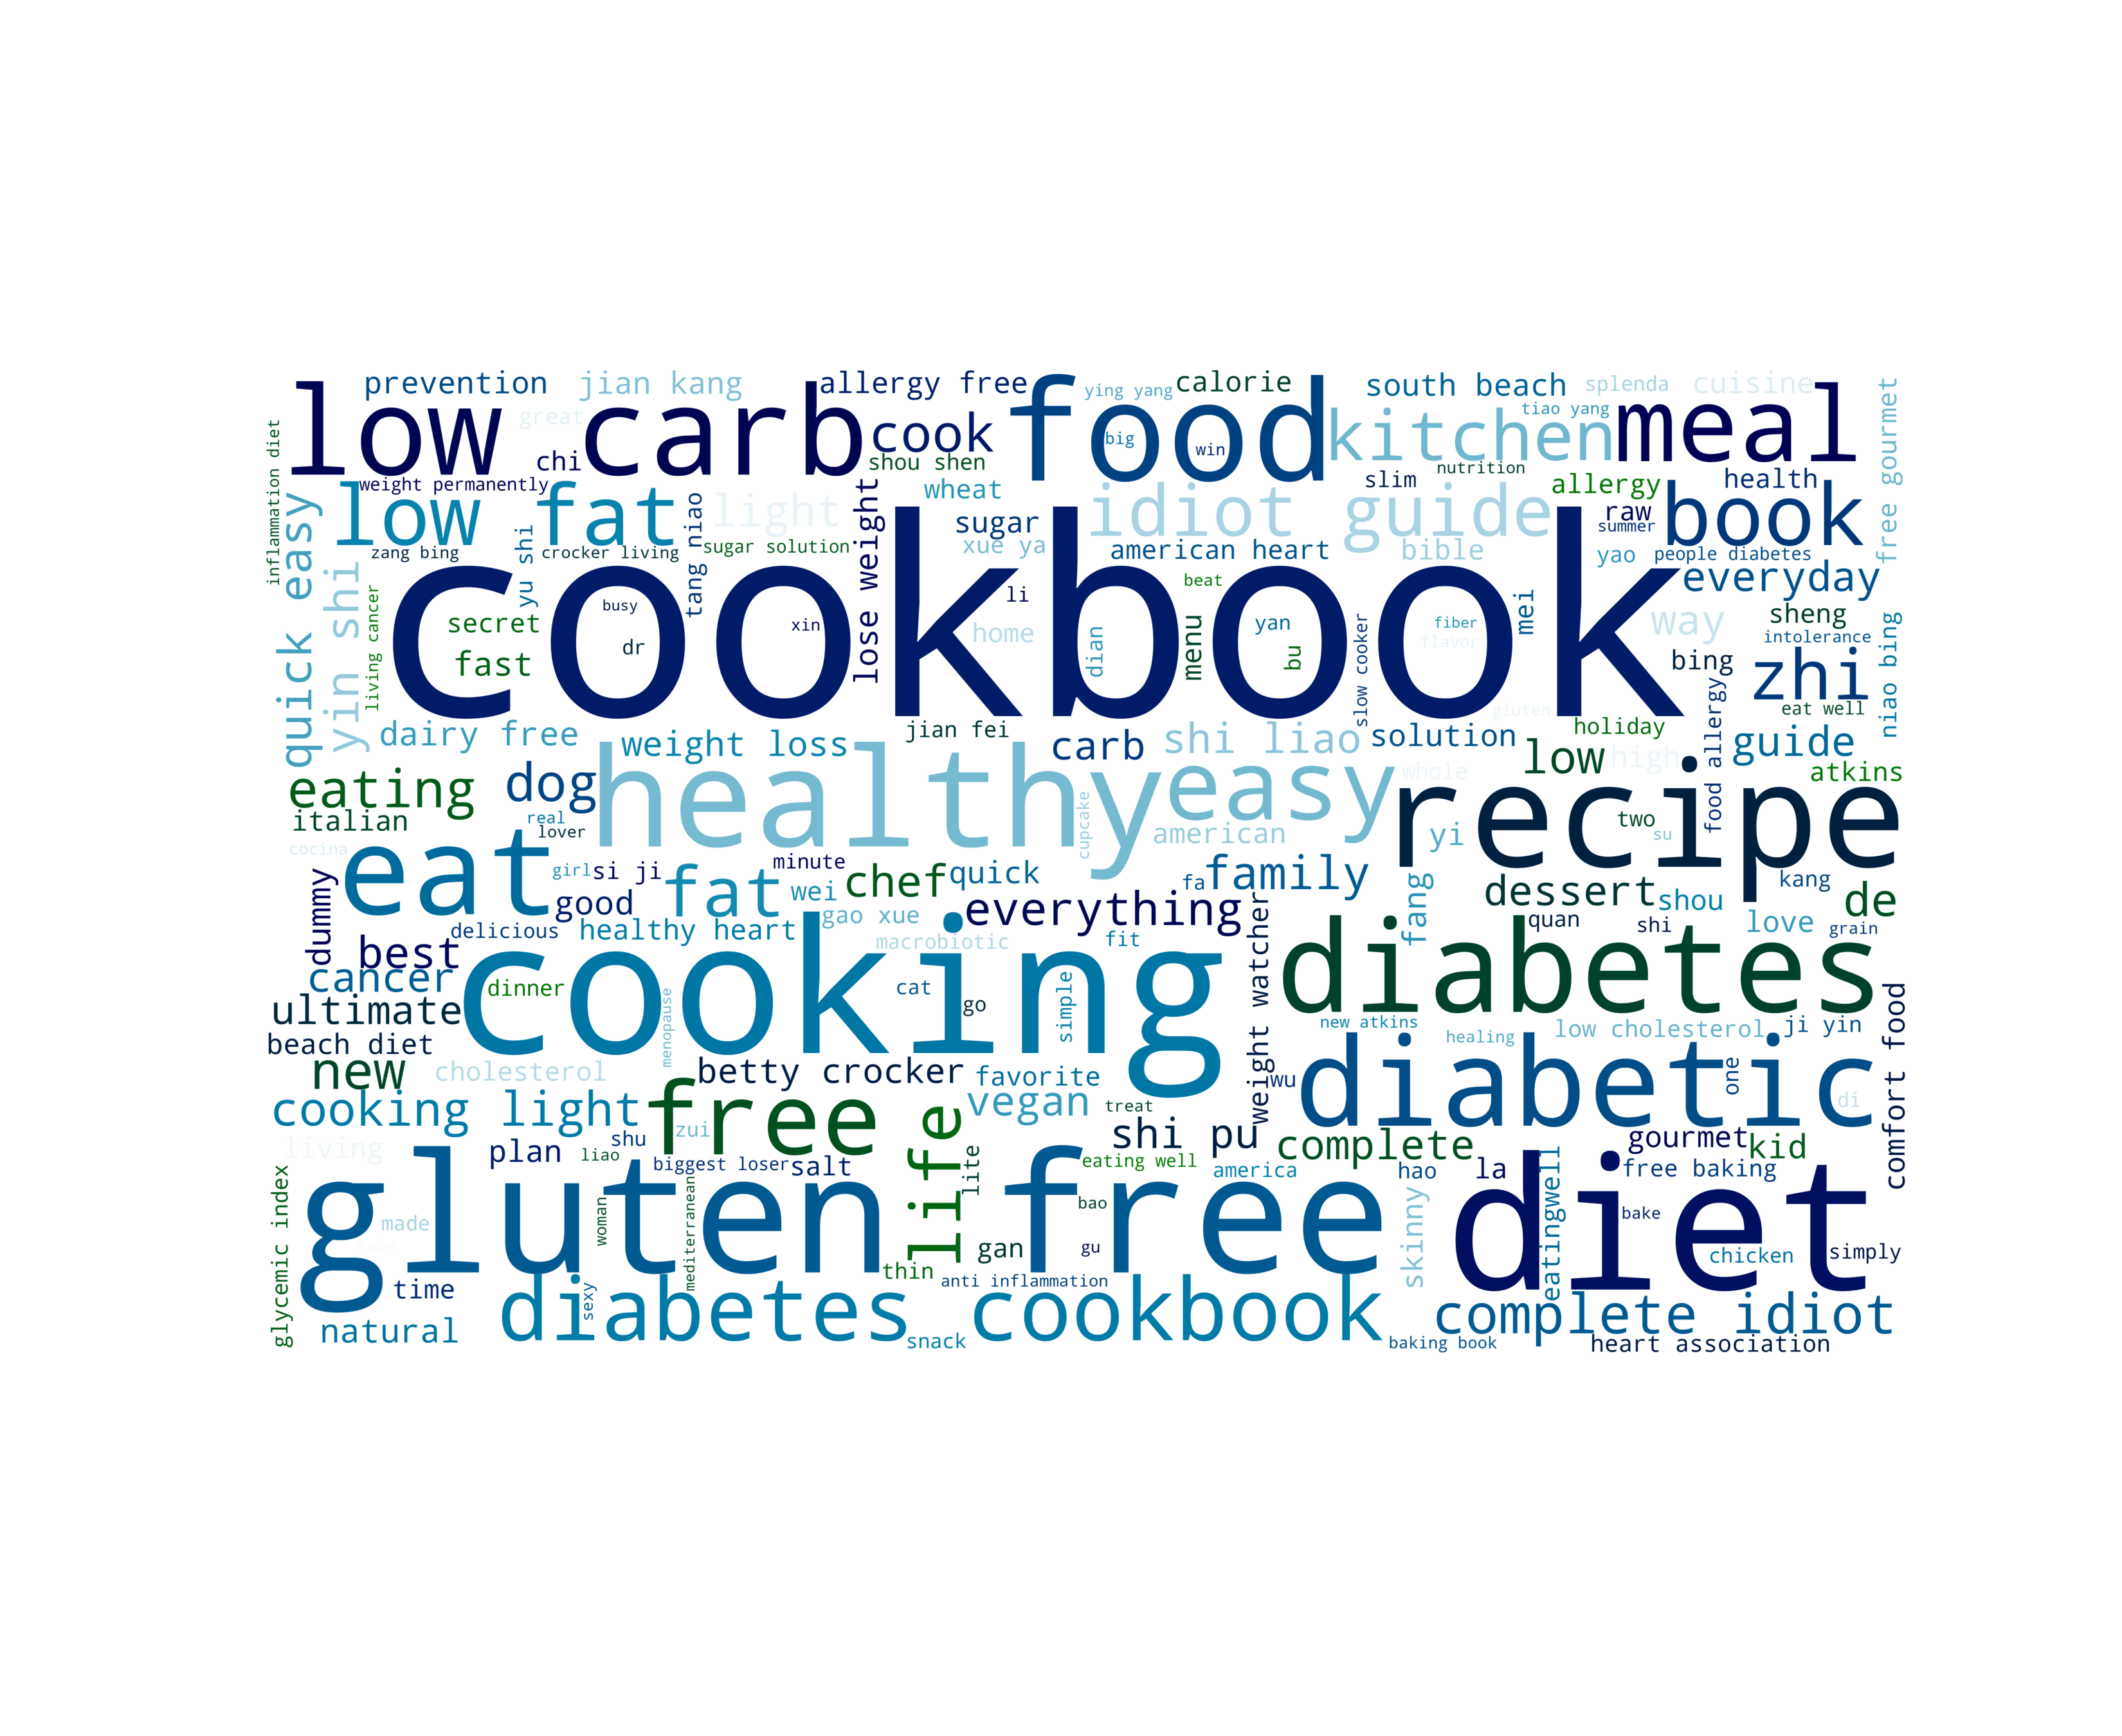 prevention
jian kang
allergy free
ying yang
calorie
south beach
splenda
cuisine
low carb
great
cook
food
big
win
kitchen
tiao yang
meal
free gourmet
inflammation diet
chi
shou shen
nutrition
weight permanently
wheat
slim
allergy
health
low fat
light
lose weight
sugar
idiot guide
raw
summer
book
quick easy
yin shi
zang bing
yu shi
crocker living
tang niao
sugar solution
xue ya
american heart
bible
yao
people diabetes
cookbook
everyday
living cancer
secret
busy
beat
li
fast
dr
xin
home
dian
yan
bu
menu
slow cooker
fiber
flavor
mei
way
sheng
intolerance
bing
zhi
niao bing
eat well
gluten
dairy free
weight loss
jian fei
carb
shi liao
solution
holiday
low
high
food allergy
guide
atkins
eating
dog
healthy
easy
whole
recipe
italian
real
lover
cupcake
american
yi
two
su
cocina
eat
girl
si ji
minute
fat
wei
chef
quick
fa
family
fang
dessert
shou
kang
de
dummy
good
gao xue
everything
quan
shi
love
grain
best
delicious
healthy heart
macrobiotic
fit
weight watcher
cancer
cooking
dinner
cat
go
simple
diabetes
ultimate
menopause
new atkins
healing
low cholesterol
ji yin
comfort food
beach diet
new
cholesterol
betty crocker
favorite
wu
diabetic
one
di
cooking light
free
life
vegan
treat
zui
living
plan
shu
liao
biggest loser
salt
lite
shi pu
complete
gourmet
kid
eating well
america
hao
la
free baking
glycemic index
gluten free
made
woman
mediterranean
bao
skinny
eatingwell
diet
bake
gan
gu
chicken
simply
time
thin
anti inflammation
natural
diabetes cookbook
sexy
snack
complete idiot
baking book
heart association